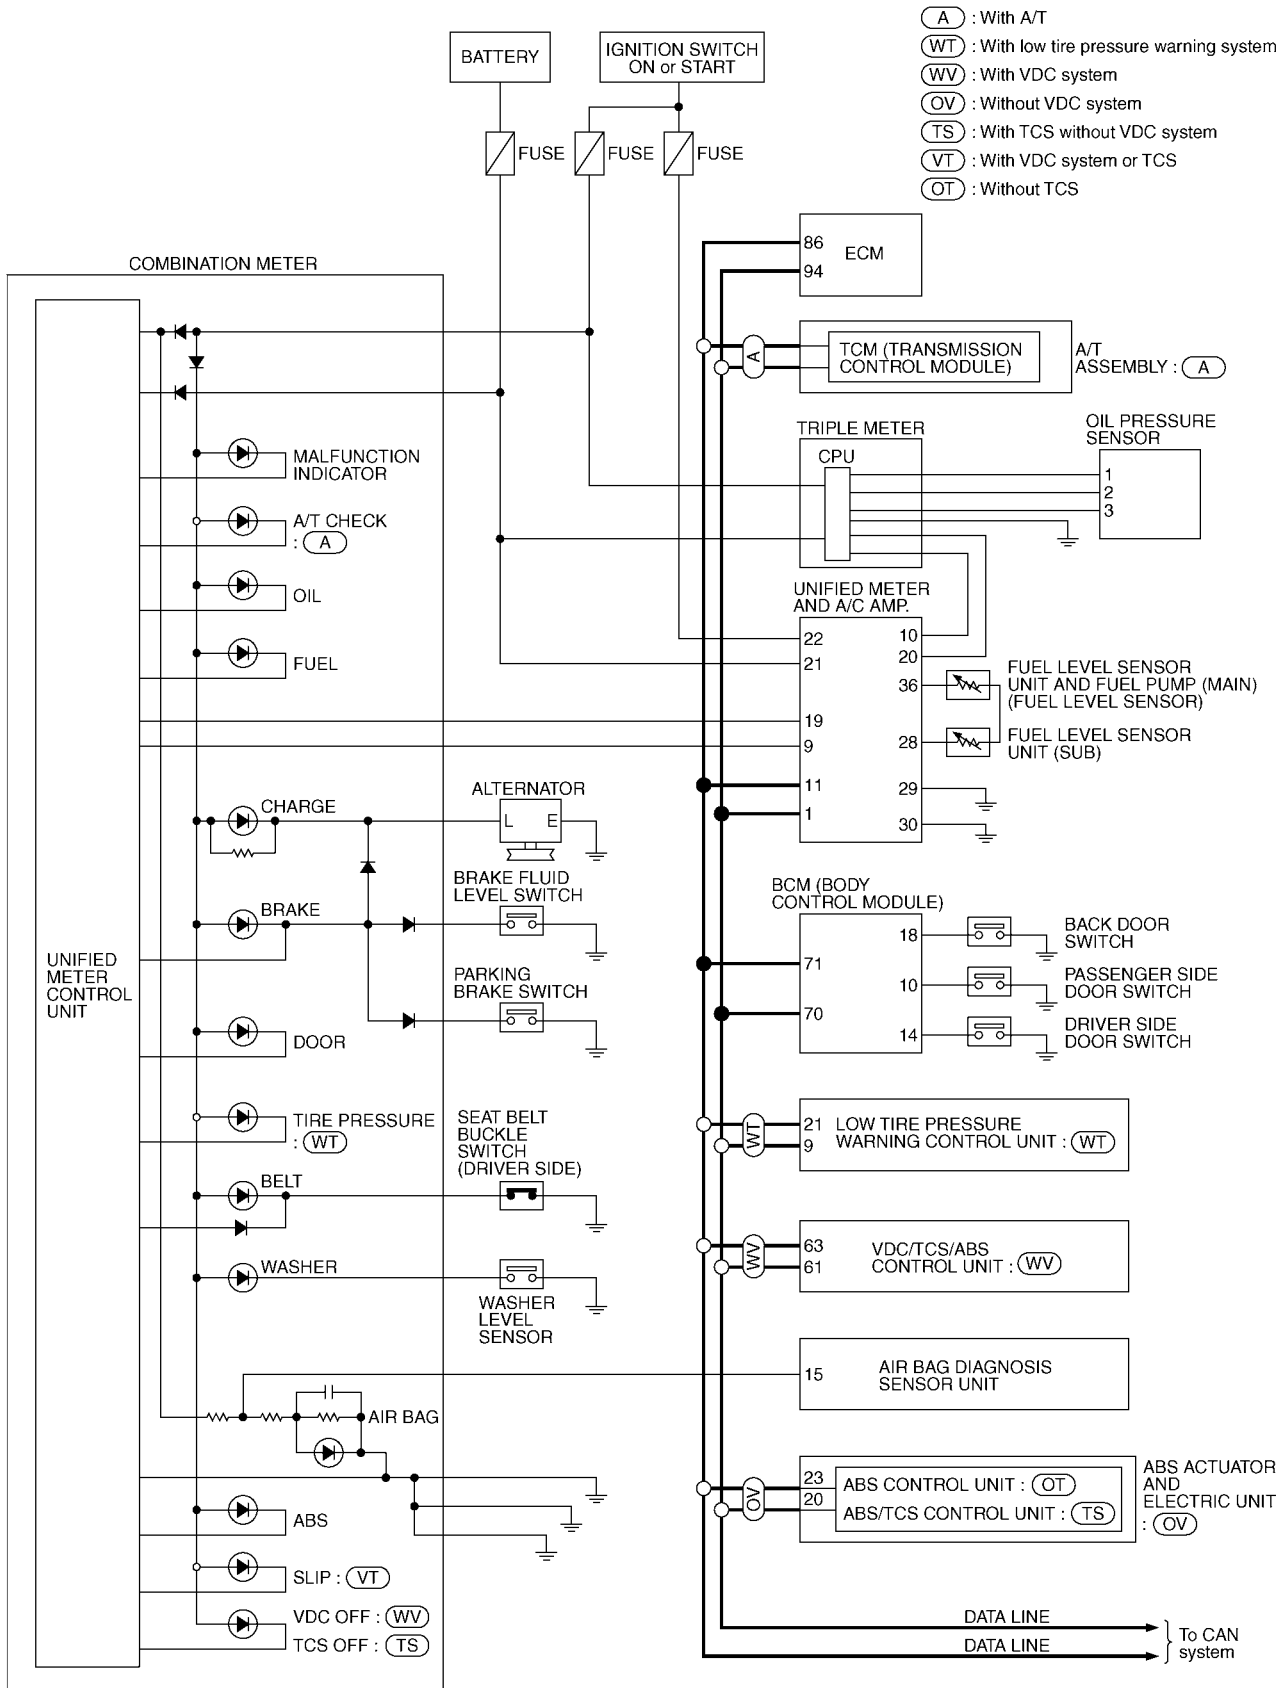 A : With A/T
WT : With low tire pressure warning system
WV : With VDC system
OV : Without VDC system
TS : With TCS without VDC system
VT : With VDC system or TCS
OT : Without TCS
BATTERY
IGNITION SWITCH
ON or START
FUSE
FUSE
FUSE
COMBINATION METER
UNIFIED
METER
CONTROL
UNIT
MALFUNCTION
INDICATOR
A/T CHECK
: A
OIL
FUEL
CHARGE
BRAKE
DOOR
TIRE PRESSURE
: WT
BELT
WASHER
AIR BAG
ABS
SLIP : VT
VDC OFF : WV
TCS OFF : TS
ALTERNATOR
L E
BRAKE FLUID
LEVEL SWITCH
PARKING
BRAKE SWITCH
SEAT BELT
BUCKLE
SWITCH
(DRIVER SIDE)
WASHER
LEVEL
SENSOR
86
94
ECM
A
TCM (TRANSMISSION
CONTROL MODULE)
A/T
ASSEMBLY : A
TRIPLE METER
CPU
OIL PRESSURE
SENSOR
1
2
3
UNIFIED METER
AND A/C AMP.
22
21
19
9
11
1
10
20
36
28
29
30
FUEL LEVEL SENSOR
UNIT AND FUEL PUMP (MAIN)
(FUEL LEVEL SENSOR)
FUEL LEVEL SENSOR
UNIT (SUB)
BCM (BODY
CONTROL MODULE)
71
70
18
10
14
BACK DOOR
SWITCH
PASSENGER SIDE
DOOR SWITCH
DRIVER SIDE
DOOR SWITCH
WT
21
9
LOW TIRE PRESSURE
WARNING CONTROL UNIT : WT
WV
63
61
VDC/TCS/ABS
CONTROL UNIT : WV
15
AIR BAG DIAGNOSIS
SENSOR UNIT
OV
23
20
ABS CONTROL UNIT : OT
ABS/TCS CONTROL UNIT : TS
ABS ACTUATOR
AND
ELECTRIC UNIT
: OV
DATA LINE
DATA LINE
To CAN
system